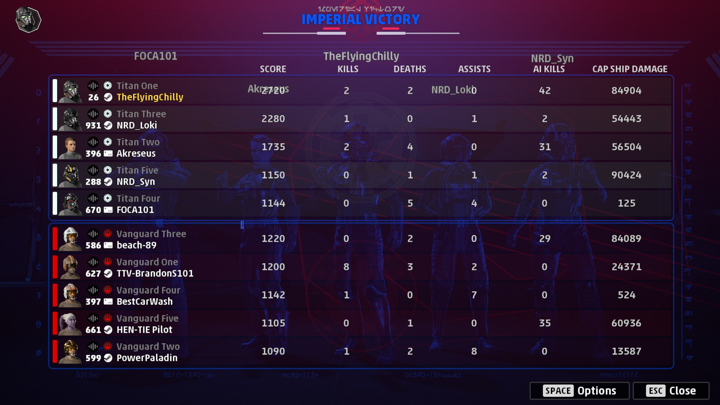 IMPERIAL VICTORY
FOCA101 TheFlyingChilly NRD_Syn
SCORE KILLS DEATHS ASSISTS AI KILLS CAP SHIP DAMAGE
Akreseus NRD_Loki
Titan One
26 TheFlyingChilly 2720 2 2 0 42 84904
Titan Three
931 NRD_Loki 2280 1 0 1 2 54443
Titan Two
396 Akreseus 1735 2 4 0 31 56504
Titan Five
288 NRD_Syn 1150 0 1 1 2 90424
Titan Four
670 FOCA101 1144 0 5 4 0 125
Vanguard Three
586 beach-89 1220 0 2 0 29 84089
Vanguard One
627 TTV-BrandonS101 1200 8 3 2 0 24371
Vanguard Four
397 BestCarWash 1142 1 0 7 0 524
Vanguard Five
661 HEN-TIE Pilot 1105 0 1 0 35 60936
Vanguard Two
599 PowerPaladin 1090 1 2 8 0 13587
SPACE Options ESC Close